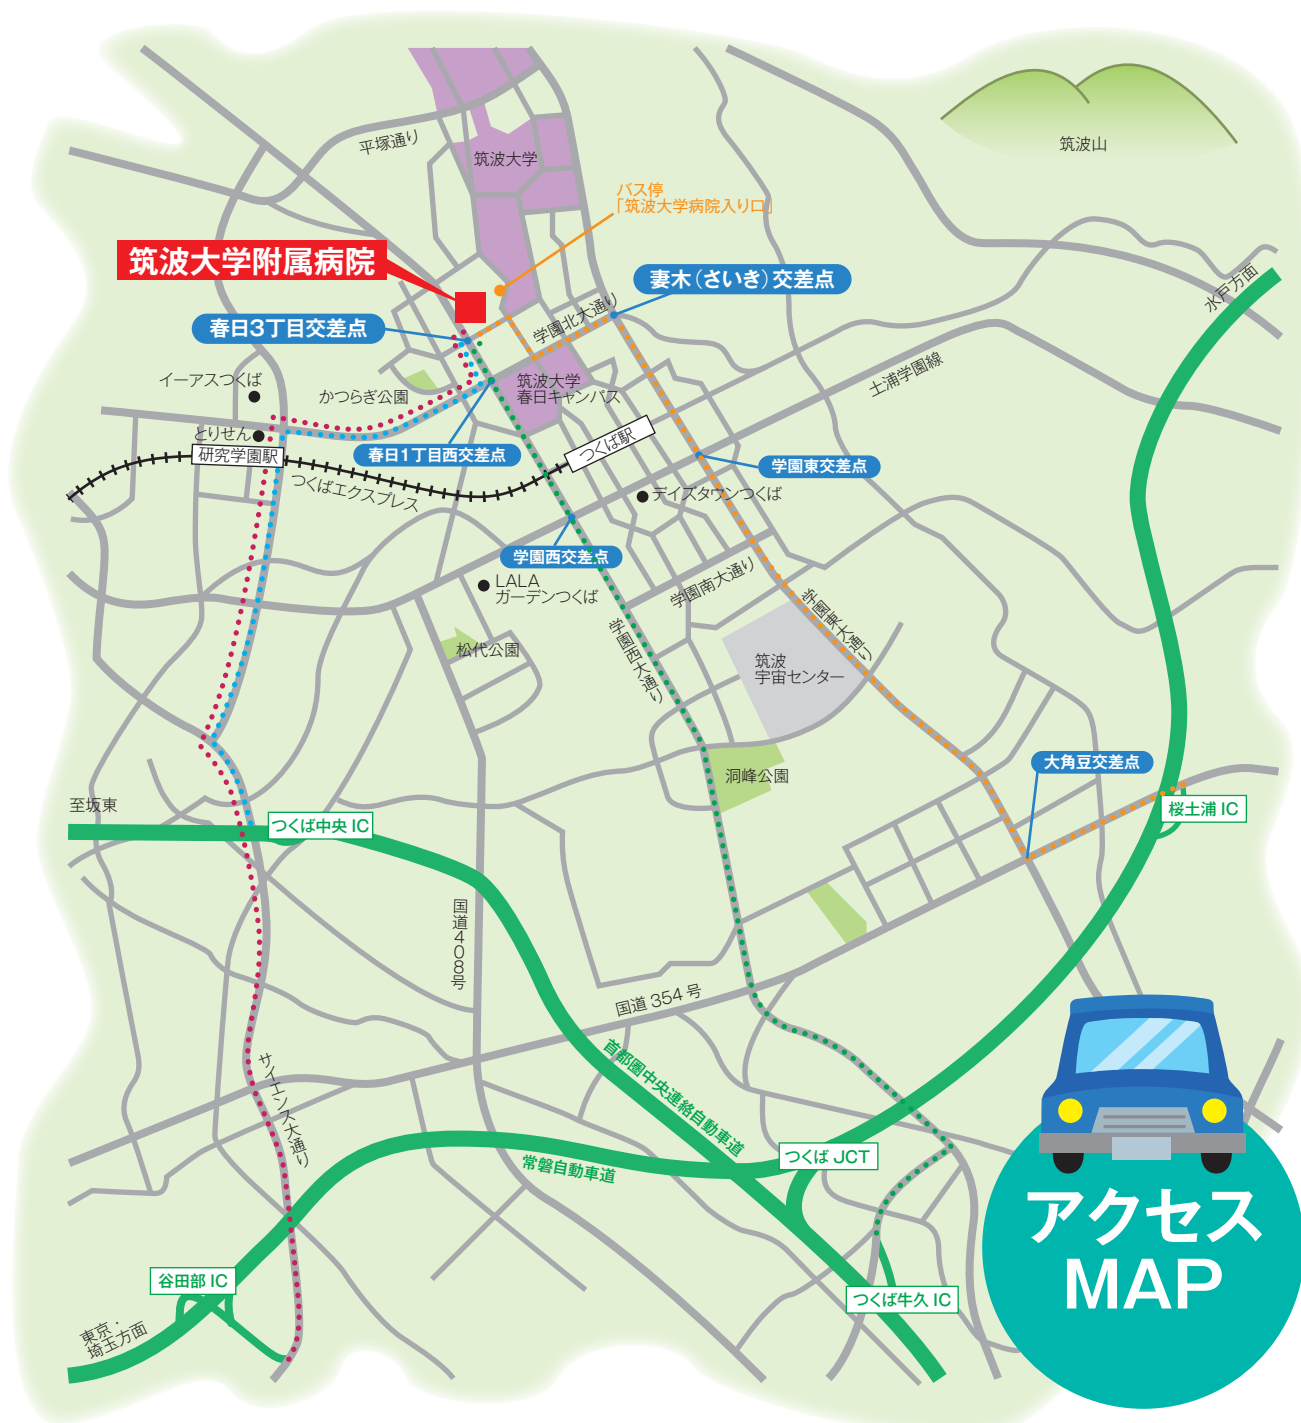 平塚通り
筑波大学
筑波山
バス停
「筑波大学病院入り口」
筑波大学附属病院
妻木(さいき)交差点
水戸方面
春日3丁目交差点
学園北大通り
土浦学園線
イーアスつくば
かつらぎ公園
筑波大学
春日キャンパス
とりせん
研究学園駅
春日1丁目西交差点
つくば駅
学園東交差点
つくばエクスプレス
デイズタウンつくば
学園西交差点
LALA
ガーデンつくば
学園南大通り
学園東大通り
松代公園
学園西大通り
筑波
宇宙センター
洞峰公園
大角豆交差点
至坂東
つくば中央 IC
桜土浦 IC
国道408号
国道 354 号
首都圏中央連絡自動車道
サイエンス大通り
常磐自動車道
つくば JCT
谷田部 IC
つくば牛久 IC
東京・
埼玉方面
アクセス
MAP